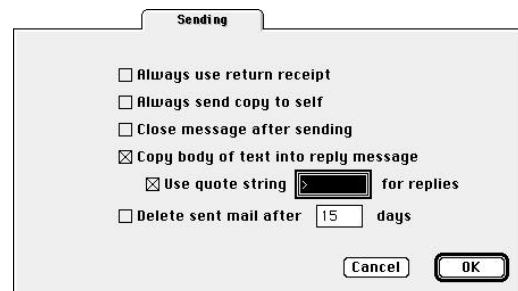 Sending
Always use return receipt
Always send copy to self
Close message after sending
Copy body of text into reply message
Use quote string > for replies
Delete sent mail after 15 days
Cancel OK